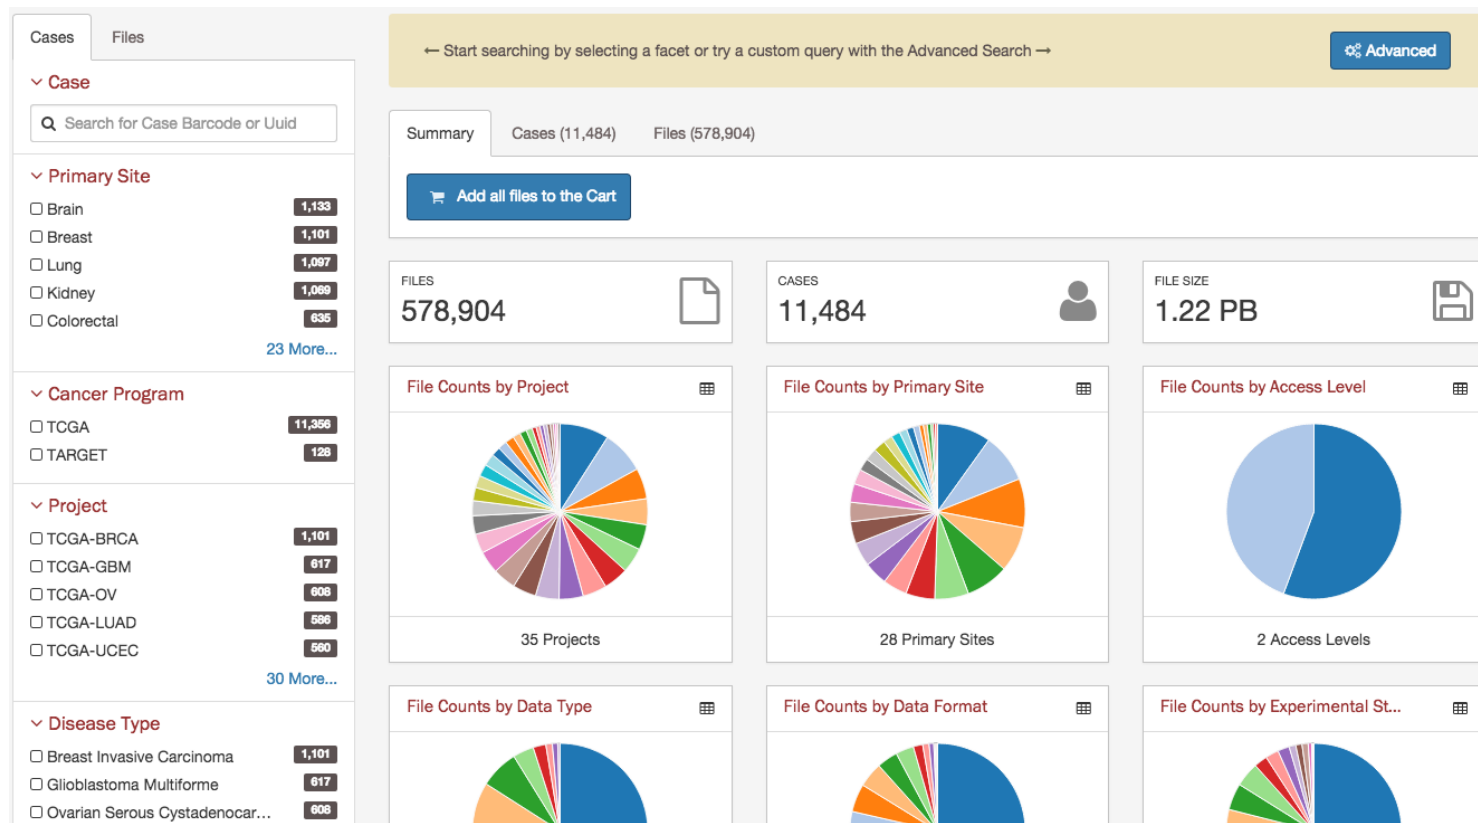 Cases Files
Case
Search for Case Barcode or Uuid
Primary Site
Brain 1,133
Breast 1,101
Lung 1,097
Kidney 1,069
Colorectal 635
23 More...
Cancer Program
TCGA 11,356
TARGET 128
Project
TCGA-BRCA 1,101
TCGA-GBM 617
TCGA-OV 608
TCGA-LUAD 586
TCGA-UCEC 560
30 More...
Disease Type
Breast Invasive Carcinoma 1,101
Glioblastoma Multiforme 617
Ovarian Serous Cystadenocar... 608
← Start searching by selecting a facet or try a custom query with the Advanced Search →
Advanced
Summary Cases (11,484) Files (578,904)
Add all files to the Cart
FILES
578,904
CASES
11,484
FILE SIZE
1.22 PB
File Counts by Project
35 Projects
File Counts by Primary Site
28 Primary Sites
File Counts by Access Level
2 Access Levels
File Counts by Data Type
File Counts by Data Format
File Counts by Experimental St...